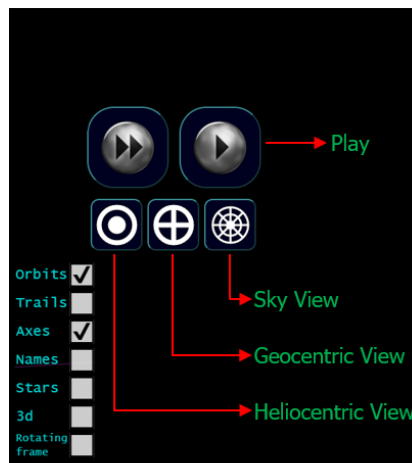 Play
Orbits
Trails
Sky View
Axes
Names
Geocentric View
Stars
3d
Heliocentric View
Rotating
frame